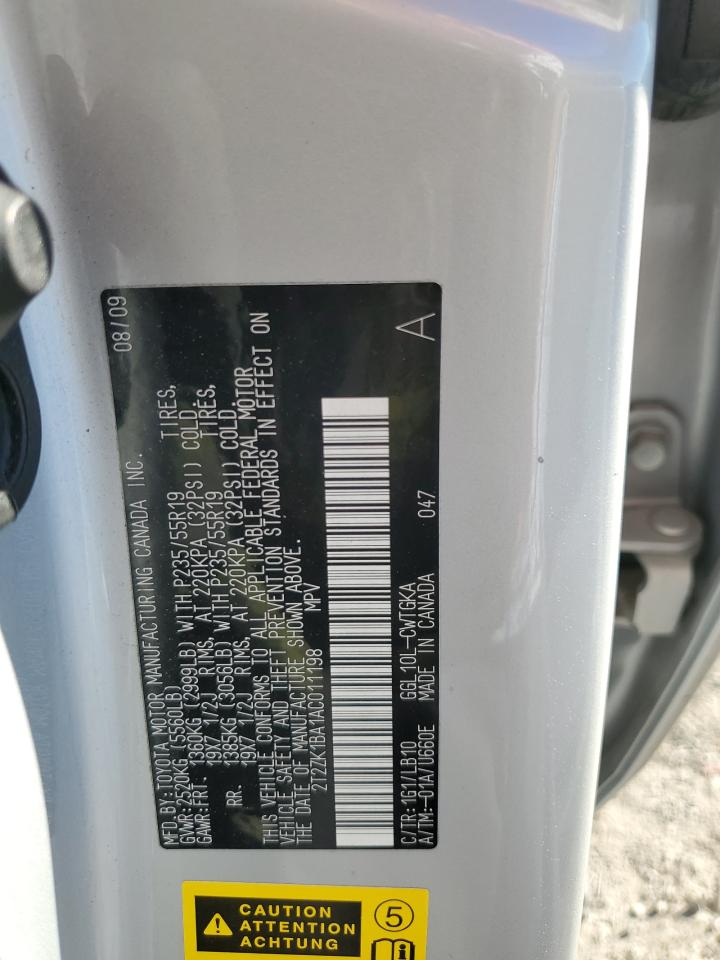 MFD.BY:TOYOTA MOTOR MANUFACTURING CANADA INC. 08/09
GVWR:2520KG (5560LB)
GAWR:FRT. 1360KG (2999LB) WITH P235/55R19 TIRES,
19X7 1/2J RIMS, AT 220KPA (32PSI) COLD.
RR. 1385KG (3056LB) WITH P235/55R19 TIRES,
19X7 1/2J RIMS, AT 220KPA (32PSI) COLD.
THIS VEHICLE CONFORMS TO ALL APPLICABLE FEDERAL MOTOR
VEHICLE SAFETY AND THEFT PREVENTION STANDARDS IN EFFECT ON
THE DATE OF MANUFACTURE SHOWN ABOVE.
2T2ZK1BA1AC011198 MPV
C/TR:1G1/LB10 GGL10L-CWTGKA A
A/TM:-01A/U660E MADE IN CANADA 047
CAUTION
ATTENTION
ACHTUNG
5
i